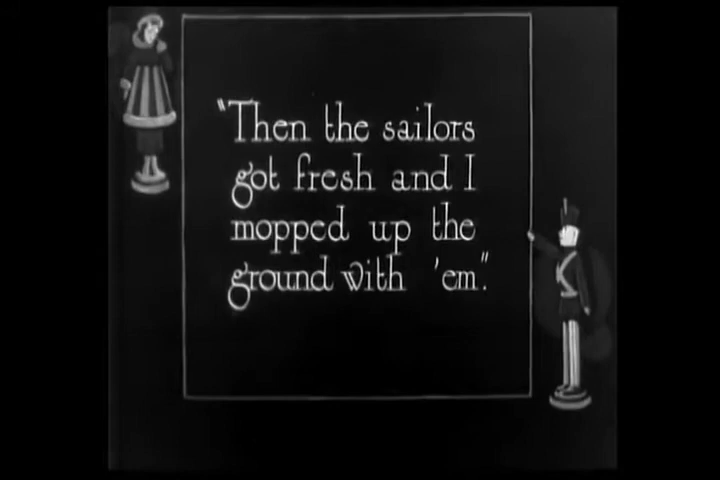 "Then the sailors
got fresh and I
mopped up the
ground with 'em."